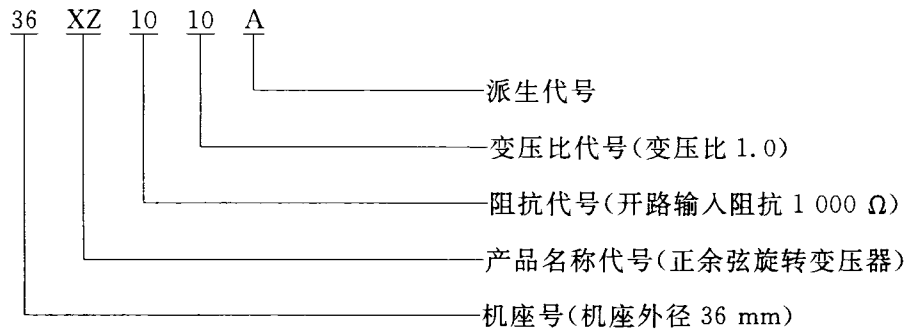 36 XZ 10 10 A
派生代号
变压比代号(变压比 1.0)
阻抗代号(开路输入阻抗 1 000 Ω)
产品名称代号(正余弦旋转变压器)
机座号(机座外径 36 mm)